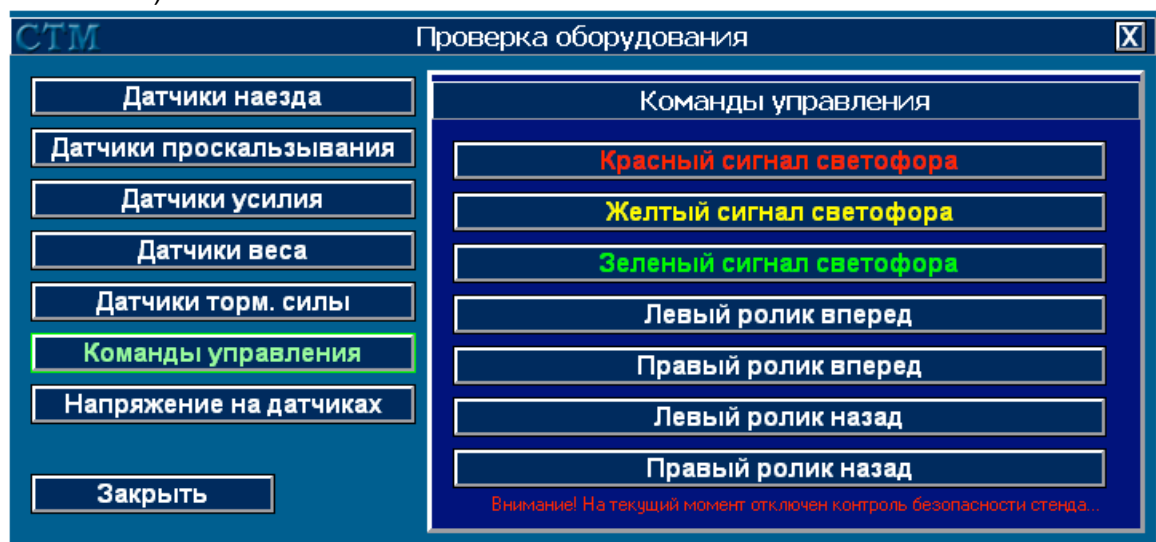 СТМ
Проверка оборудования
X
Датчики наезда
Датчики проскальзывания
Датчики усилия
Датчики веса
Датчики торм. силы
Команды управления
Напряжение на датчиках
Закрыть
Команды управления
Красный сигнал светофора
Желтый сигнал светофора
Зеленый сигнал светофора
Левый ролик вперед
Правый ролик вперед
Левый ролик назад
Правый ролик назад
Внимание! На текущий момент отключен контроль безопасности стенда...